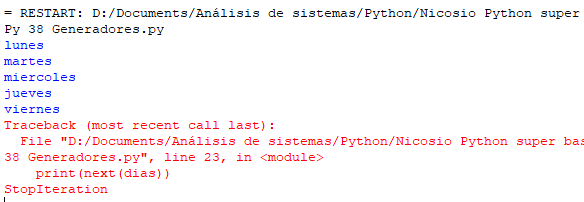 = RESTART: D:/Documents/Análisis de sistemas/Python/Nicosio Python super
Py 38 Generadores.py
lunes
martes
miercoles
jueves
viernes
Traceback (most recent call last):
  File "D:/Documents/Análisis de sistemas/Python/Nicosio Python super bas
38 Generadores.py", line 23, in <module>
    print(next(dias))
StopIteration